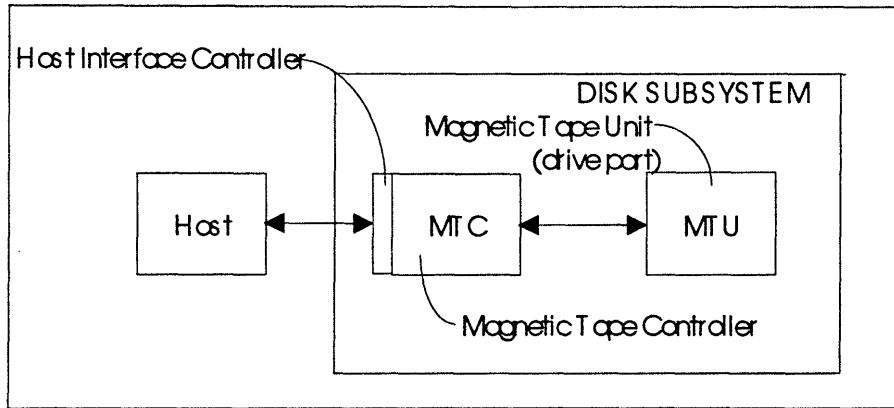 Host Interface Controller
DISK SUBSYSTEM
Magnetic Tape Unit
(drive part)
Host
MTC
MTU
Magnetic Tape Controller